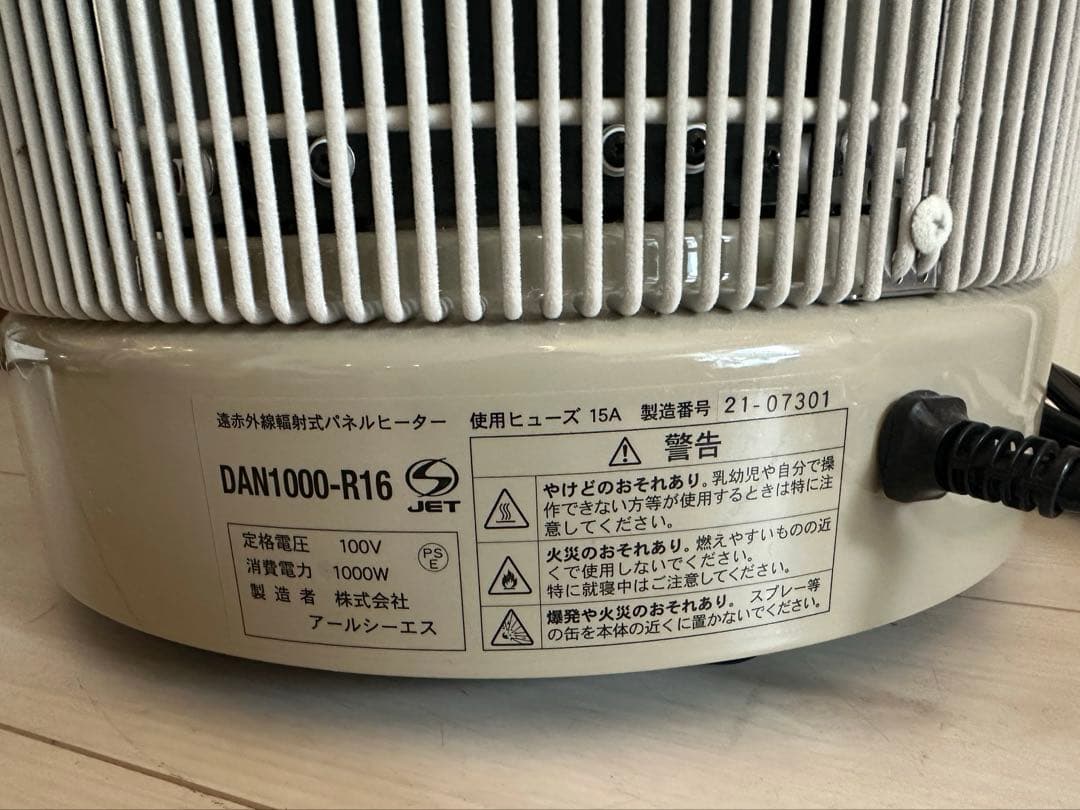 遠赤外線輻射式パネルヒーター
使用ヒューズ 15A 製造番号 21-07301
DAN1000-R16
S JET
定格電圧 100V
消費電力 1000W
製造者 株式会社
アールシーエス
PS
E
警告
やけどのおそれあり。乳幼児や自分で操
作できない方等が使用するときは特に注
意してください。
火災のおそれあり。燃えやすいものの近
くで使用しないでください。
特に就寝中はご注意してください。
爆発や火災のおそれあり。 スプレー等
の缶を本体の近くに置かないでください。